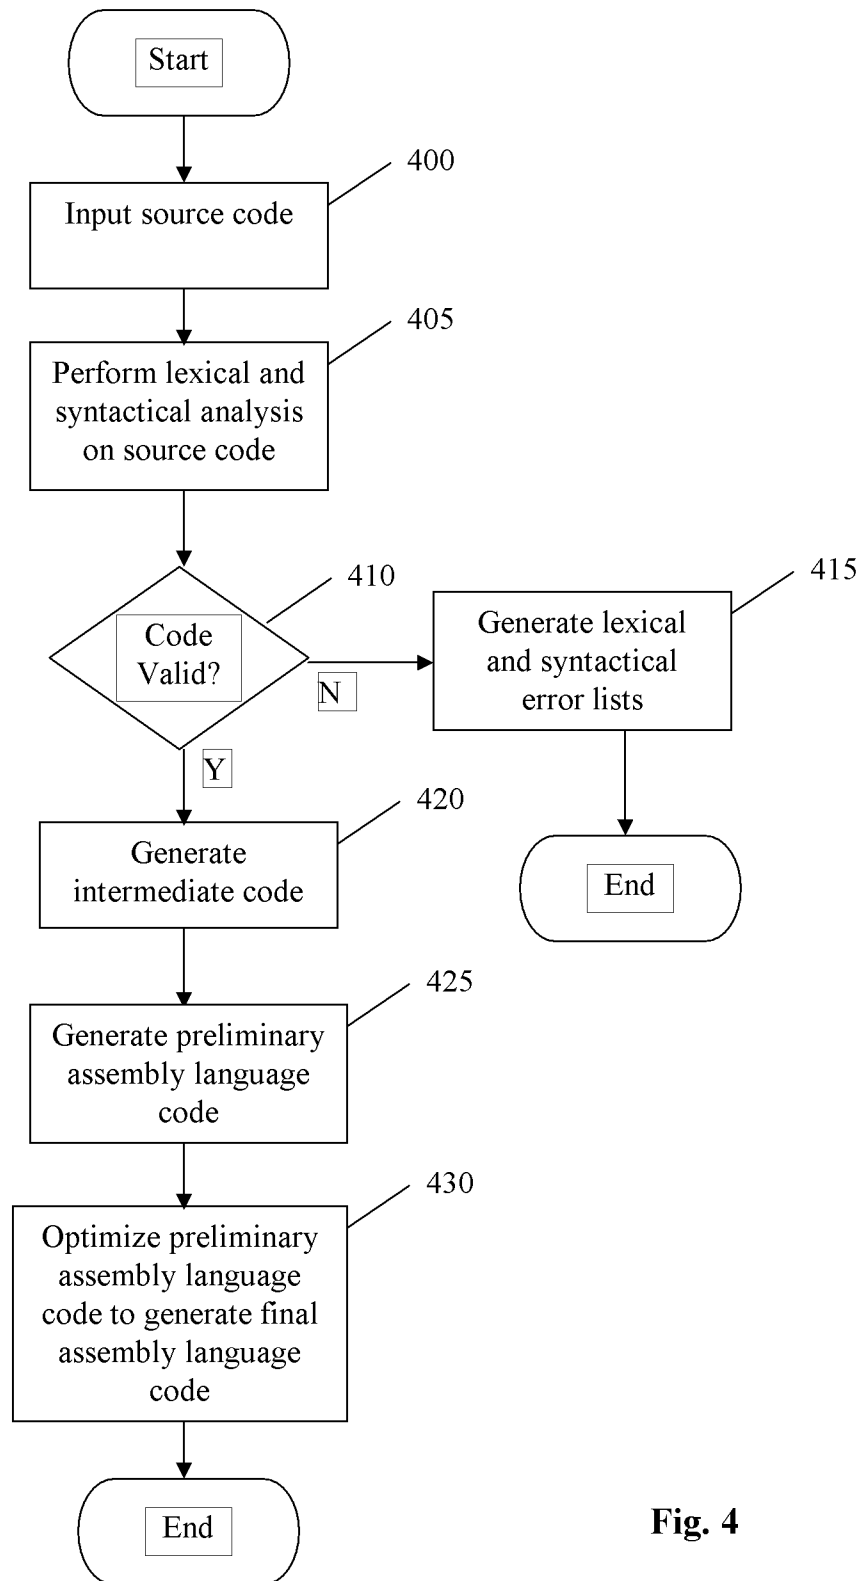 Start
400
Input source code
405
Perform lexical and
syntactical analysis
on source code
410
Code
Valid?
N
Y
415
Generate lexical
and syntactical
error lists
End
420
Generate
intermediate code
425
Generate preliminary
assembly language
code
430
Optimize preliminary
assembly language
code to generate final
assembly language
code
End
Fig. 4